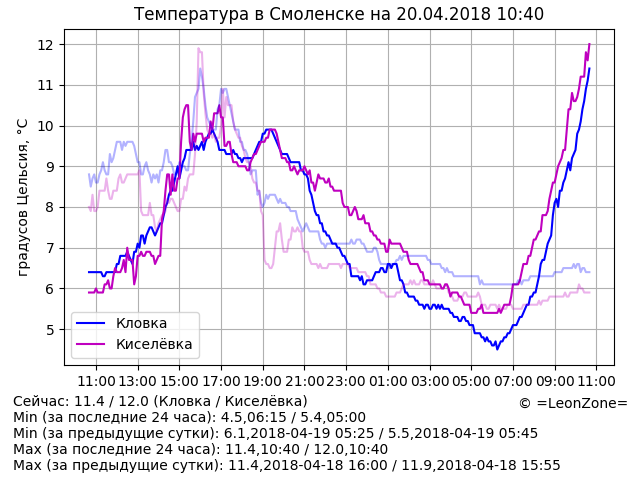 Температура в Смоленске на 20.04.2018 10:40
градусов Цельсия, °C
12
11
10
9
8
7
6
5
Кловка
Киселёвка
11:00 13:00 15:00 17:00 19:00 21:00 23:00 01:00 03:00 05:00 07:00 09:00 11:00
Сейчас: 11.4 / 12.0 (Кловка / Киселёвка)
© =LeonZone=
Min (за последние 24 часа): 4.5,06:15 / 5.4,05:00
Min (за предыдущие сутки): 6.1,2018-04-19 05:25 / 5.5,2018-04-19 05:45
Max (за последние 24 часа): 11.4,10:40 / 12.0,10:40
Max (за предыдущие сутки): 11.4,2018-04-18 16:00 / 11.9,2018-04-18 15:55